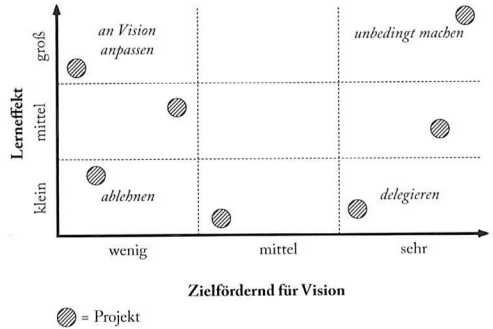 an Vision
anpassen
unbedingt machen
groß
mittel
klein
Lerneffekt
ablehnen
delegieren
wenig
mittel
sehr
Zielfördernd für Vision
= Projekt